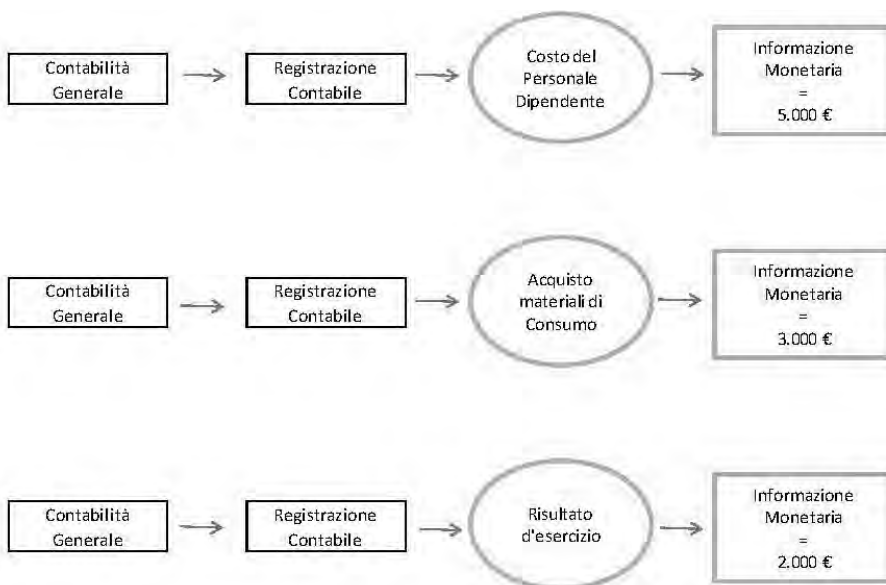 Contabilità
Generale
Registrazione
Contabile
Costo del
Personale
Dipendente
Informazione
Monetaria
=
5.000 €
Contabilità
Generale
Registrazione
Contabile
Acquisto
materiali di
Consumo
Informazione
Monetaria
=
3.000 €
Contabilità
Generale
Registrazione
Contabile
Risultato
d'esercizio
Informazione
Monetaria
=
2.000 €